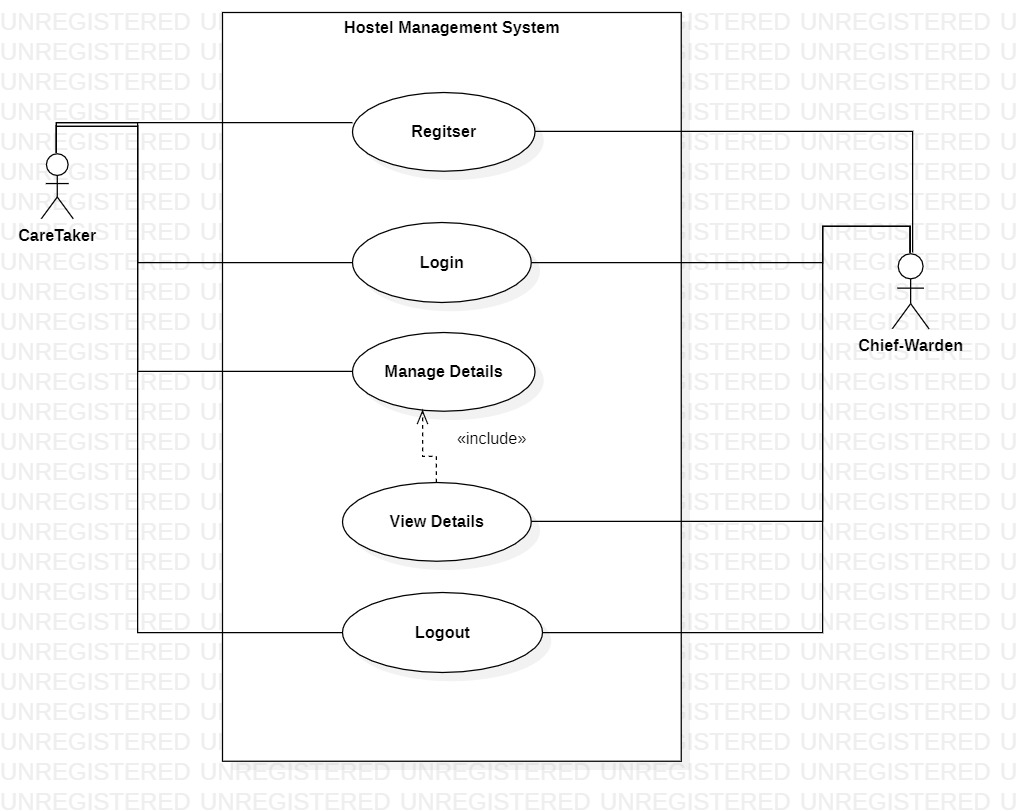 Hostel Management System
Regitser
CareTaker
Login
Chief-Warden
Manage Details
«include»
View Details
Logout
UNREGISTERED UNREGISTERED UNREGISTERED UNREGISTERED UNREGISTERED U